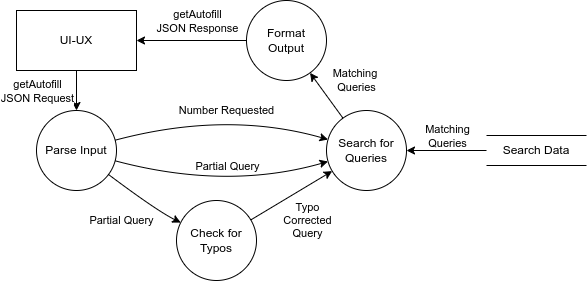 getAutofill
JSON Response
UI-UX
Format
Output
getAutofill
JSON Request
Matching
Queries
Number Requested
Parse Input
Search for
Queries
Matching
Queries
Search Data
Partial Query
Partial Query
Typo
Corrected
Query
Check for
Typos